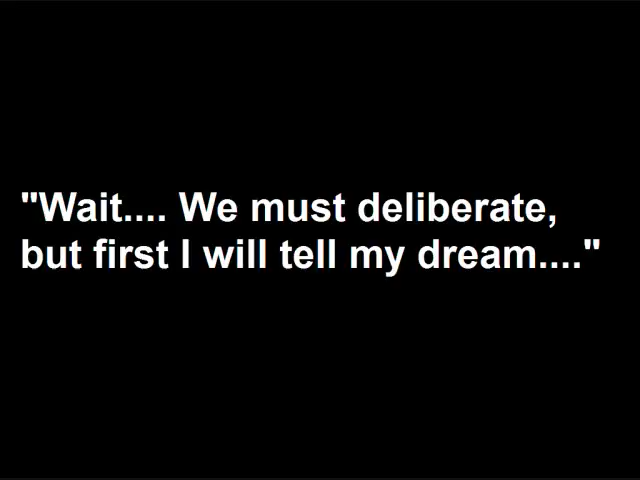 "Wait.... We must deliberate,
but first I will tell my dream...."